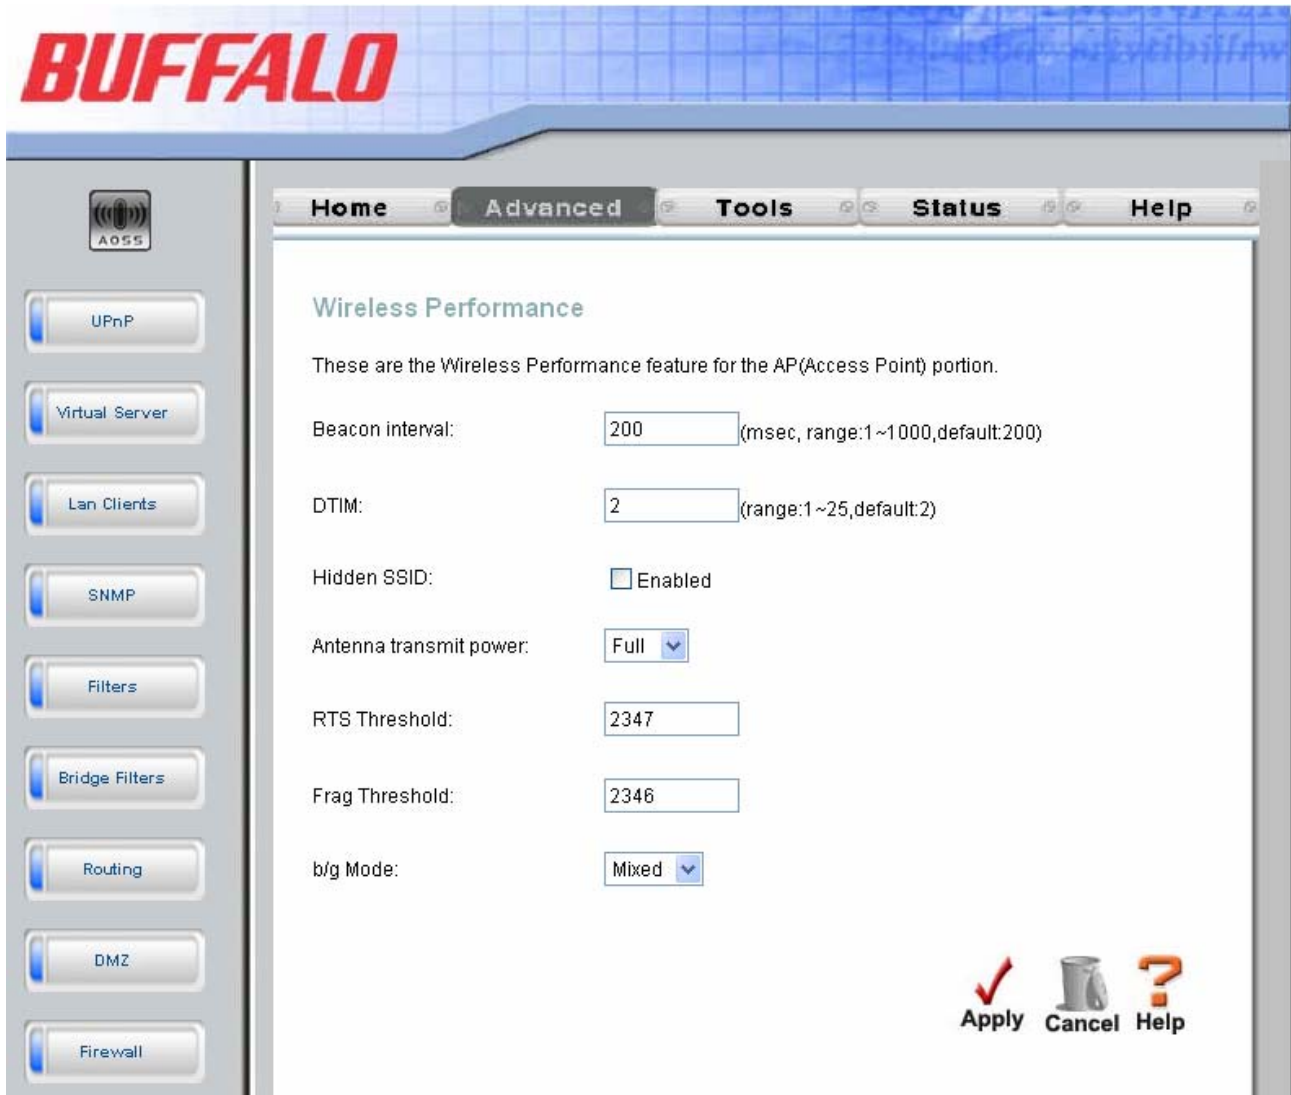 BUFFALO
AOSS
Home Advanced Tools Status Help
UPnP
Virtual Server
Lan Clients
SNMP
Filters
Bridge Filters
Routing
DMZ
Firewall
Wireless Performance
These are the Wireless Performance feature for the AP(Access Point) portion.
Beacon interval: 200 (msec, range:1~1000,default:200)
DTIM: 2 (range:1~25,default:2)
Hidden SSID: Enabled
Antenna transmit power: Full
RTS Threshold: 2347
Frag Threshold: 2346
b/g Mode: Mixed
Apply Cancel Help